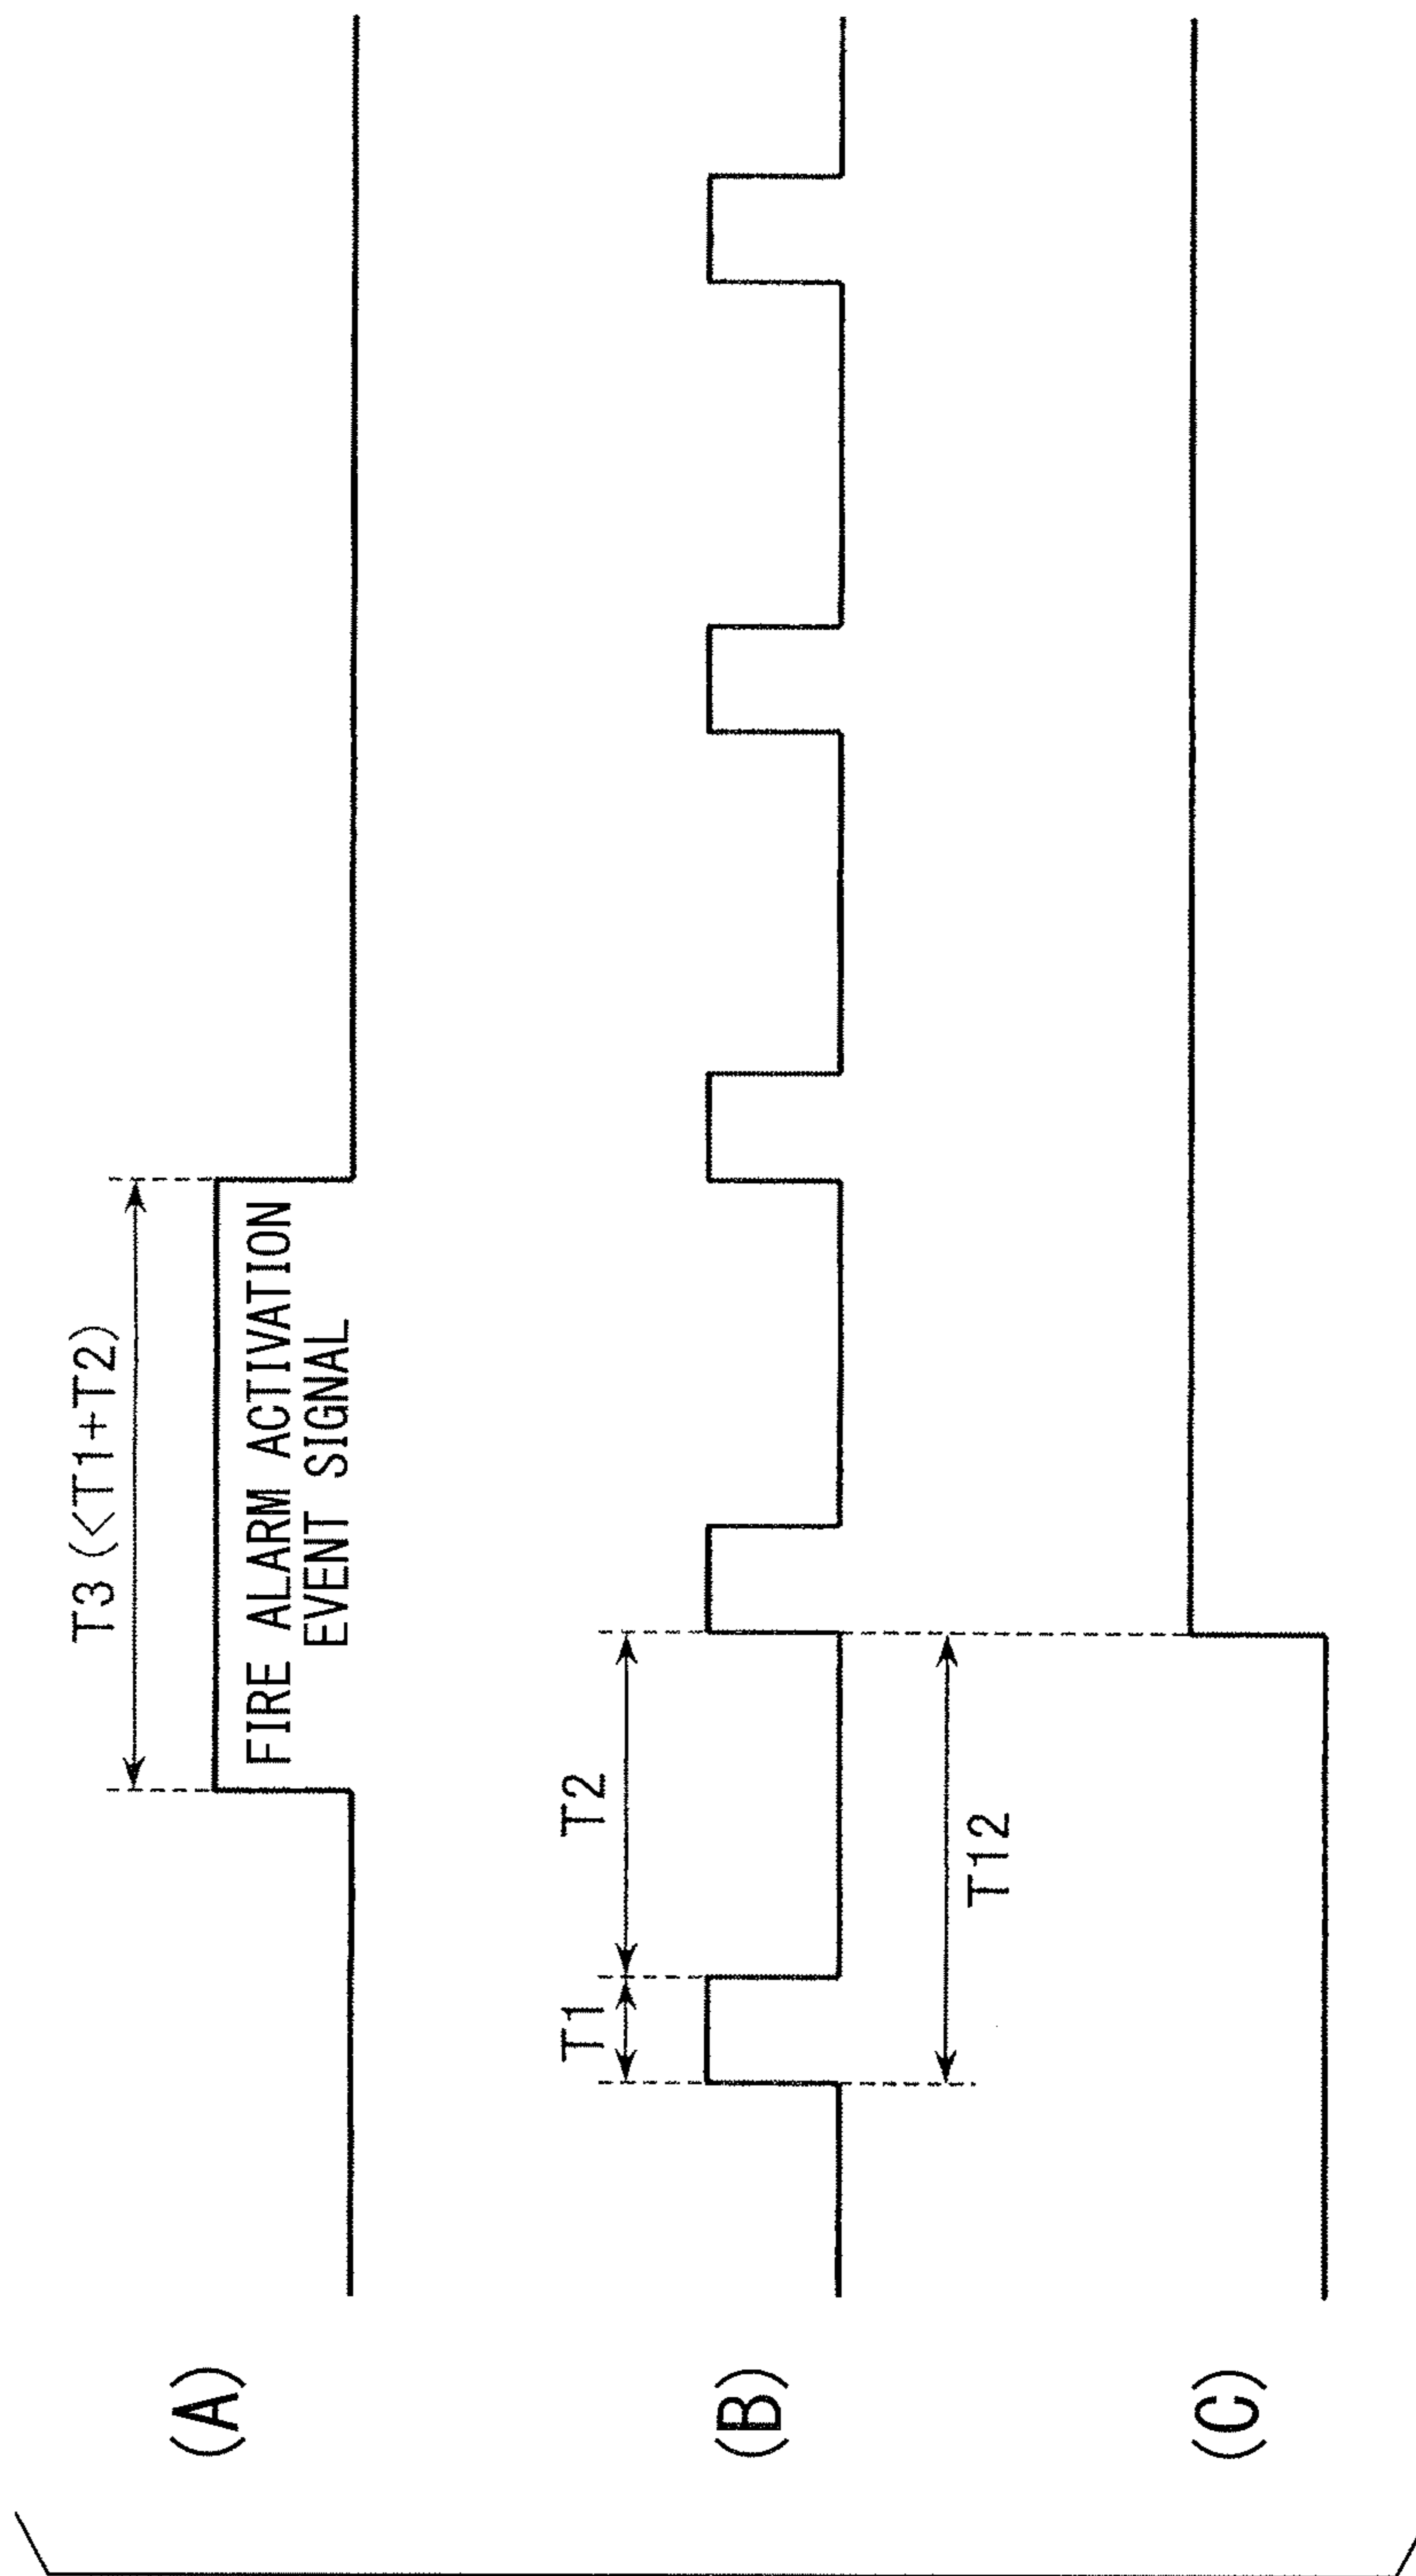 (A)
T3(<T1+T2)
FIRE ALARM ACTIVATION
EVENT SIGNAL
(B)
T1
T2
T12
(C)